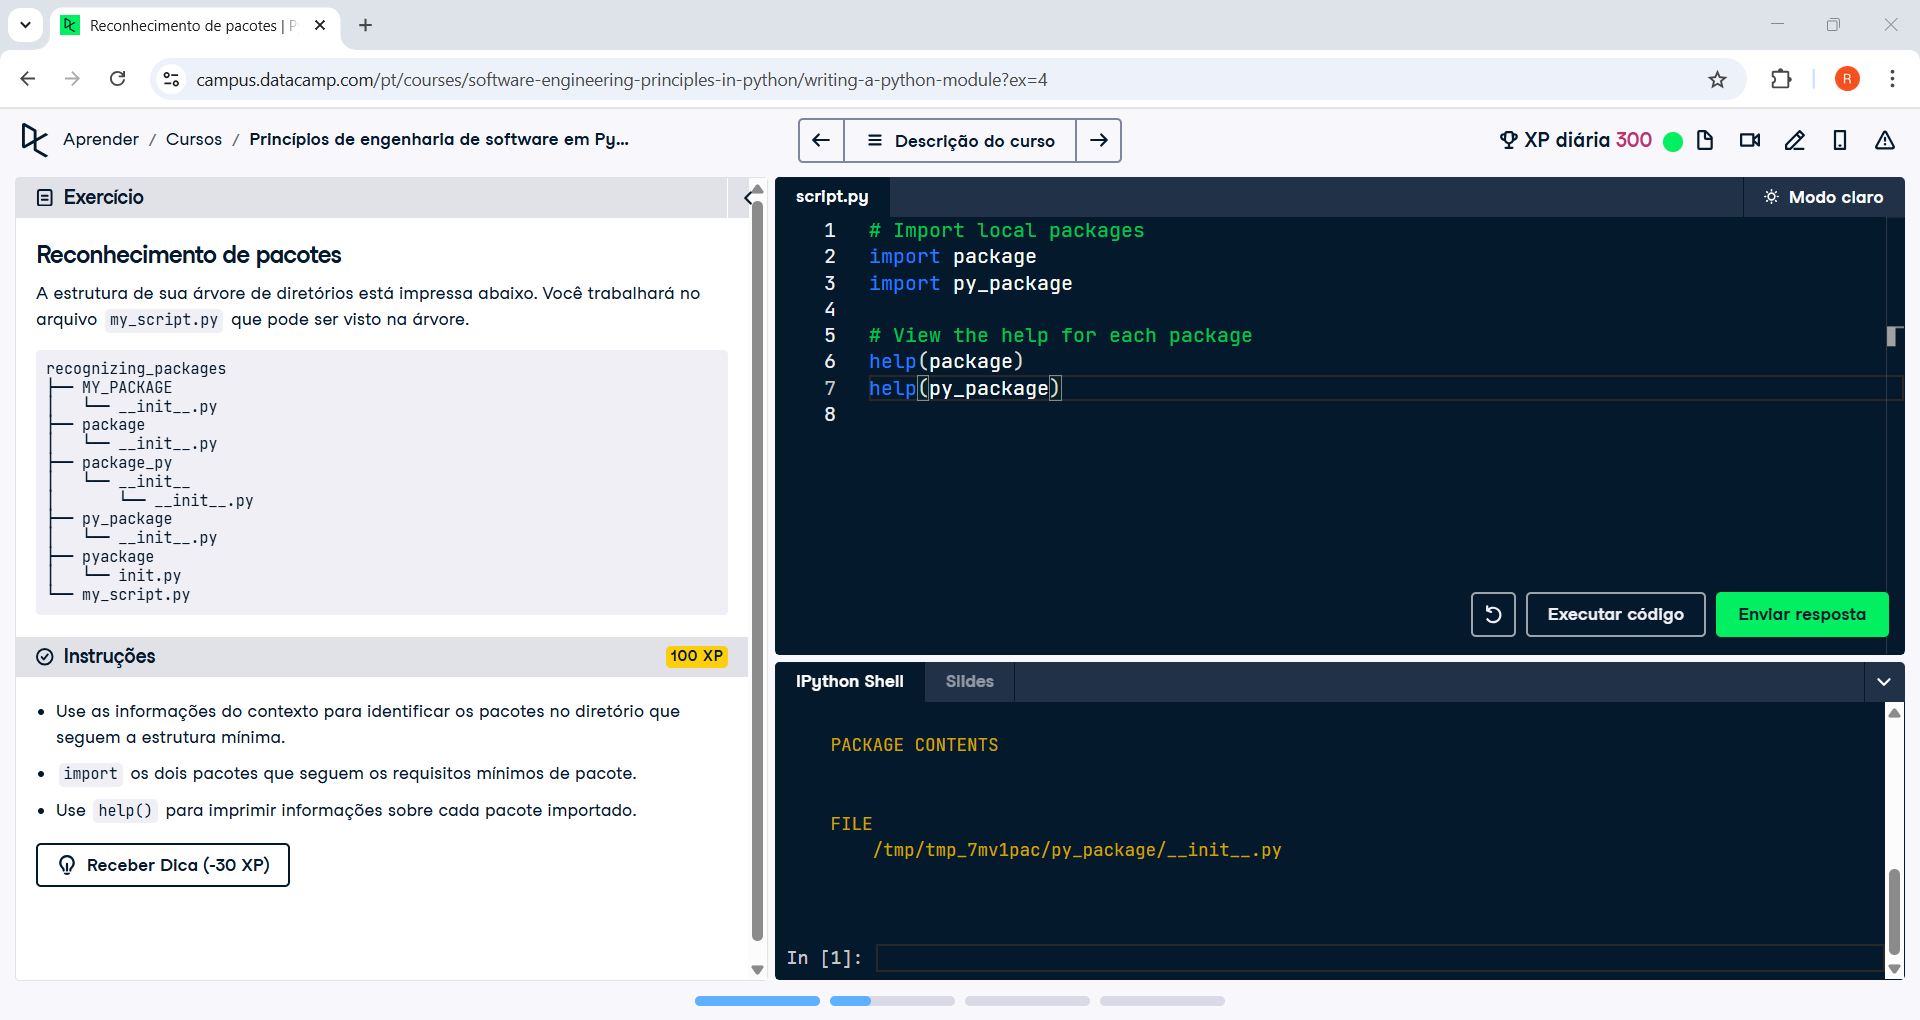 Reconhecimento de pacotes | P
campus.datacamp.com/pt/courses/software-engineering-principles-in-python/writing-a-python-module?ex=4
R
Aprender / Cursos / Princípios de engenharia de software em Py...
Descrição do curso
XP diária 300
Exercício
Reconhecimento de pacotes
A estrutura de sua árvore de diretórios está impressa abaixo. Você trabalhará no
arquivo my_script.py que pode ser visto na árvore.
recognizing_packages
├── MY_PACKAGE
│   └── __init__.py
├── package
│   └── __init__.py
├── package_py
│   └── __init__
│       └── __init__.py
├── py_package
│   └── __init__.py
├── pyackage
│   └── init.py
└── my_script.py
Instruções
100 XP
• Use as informações do contexto para identificar os pacotes no diretório que
seguem a estrutura mínima.
• import os dois pacotes que seguem os requisitos mínimos de pacote.
• Use help() para imprimir informações sobre cada pacote importado.
Receber Dica (-30 XP)
script.py
Modo claro
1 # Import local packages
2 import package
3 import py_package
4
5 # View the help for each package
6 help(package)
7 help(py_package)
8
Executar código
Enviar resposta
IPython Shell
Slides
PACKAGE CONTENTS
FILE
/tmp/tmp_7mv1pac/py_package/__init__.py
In [1]: